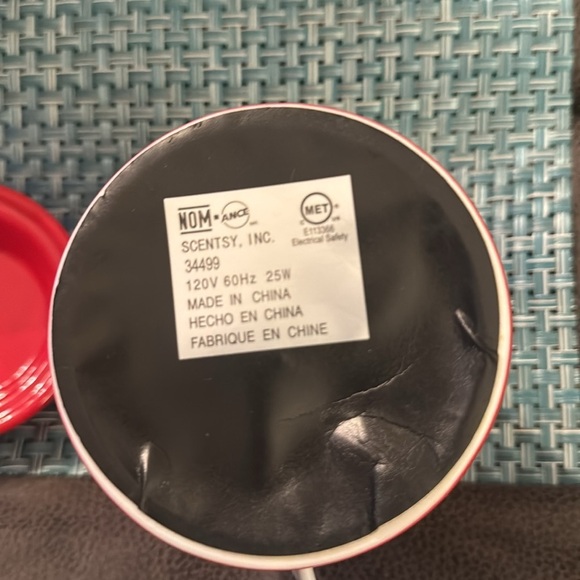 NOM ANCE MET
E113368
SCENTSY, INC. Electrical Safety
34499
120V 60Hz 25W
MADE IN CHINA
HECHO EN CHINA
FABRIQUE EN CHINE